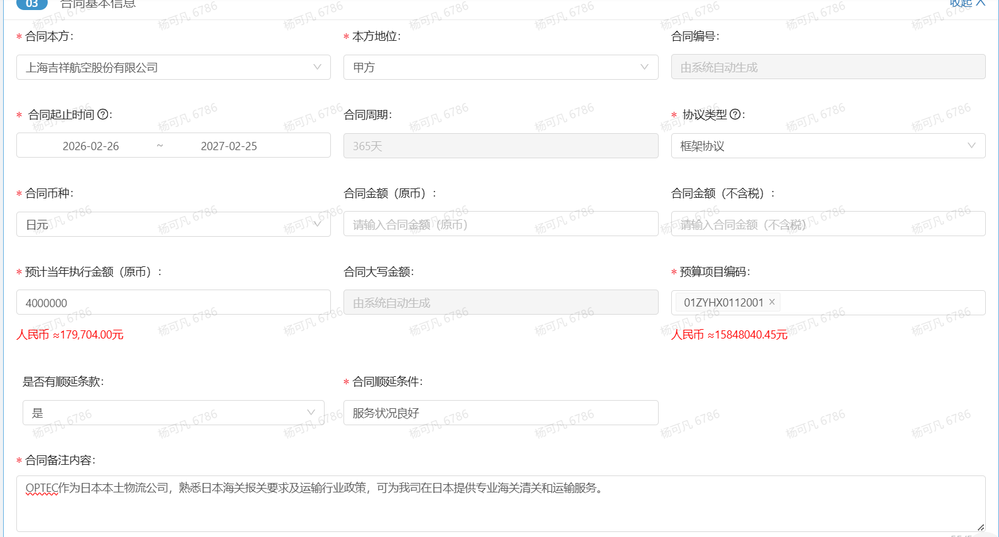 03 合同基本信息 收起
* 合同本方: * 本方地位: 合同编号:
上海吉祥航空股份有限公司 甲方 由系统自动生成
* 合同起止时间 ?: 合同周期: * 协议类型 ?:
2026-02-26 ~ 2027-02-25 365天 框架协议
* 合同币种: 合同金额（原币）: 合同金额（不含税）:
日元 请输入合同金额（原币） 请输入合同金额（不含税）
* 预计当年执行金额（原币）: 合同大写金额: * 预算项目编码:
4000000 由系统自动生成 01ZYHX0112001 ×
人民币 ≈179,704.00元 人民币 ≈15848040.45元
是否有顺延条款: * 合同顺延条件:
是 服务状况良好
* 合同备注内容:
OPTEC作为日本本土物流公司，熟悉日本海关报关要求及运输行业政策，可为我司在日本提供专业海关清关和运输服务。
杨可凡 6786